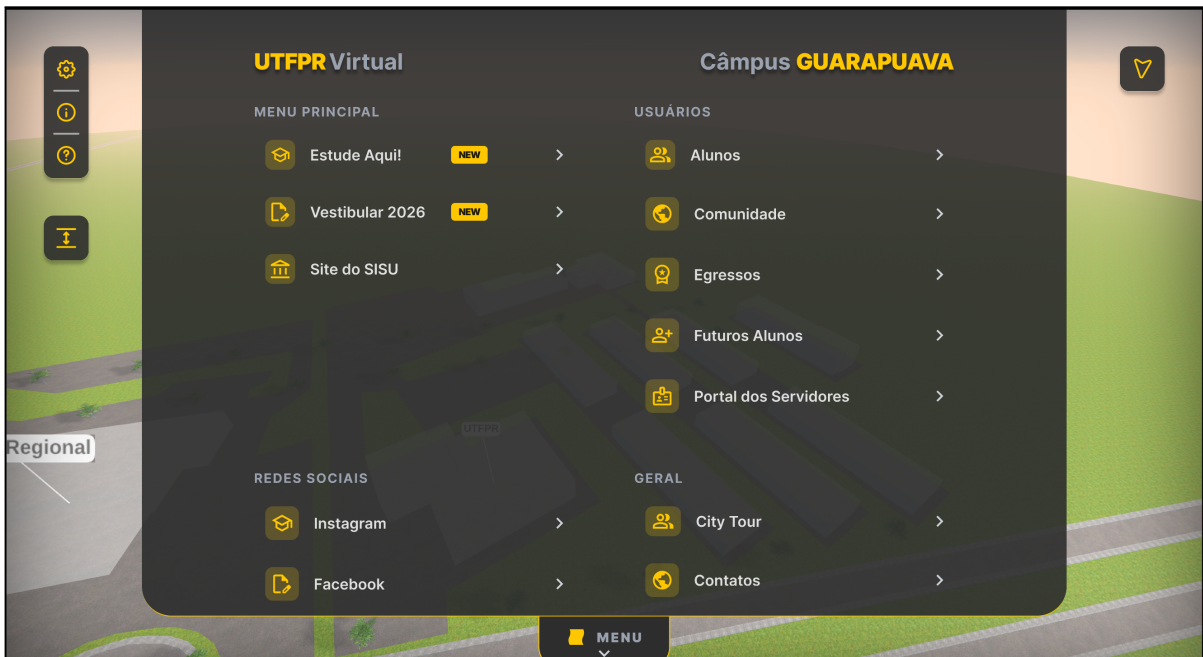 UTFPR Virtual
Câmpus GUARAPUAVA
MENU PRINCIPAL
Estude Aqui! NEW
Vestibular 2026 NEW
Site do SISU
USUÁRIOS
Alunos
Comunidade
Egressos
Futuros Alunos
Portal dos Servidores
UTFPR
Regional
REDES SOCIAIS
Instagram
Facebook
GERAL
City Tour
Contatos
MENU